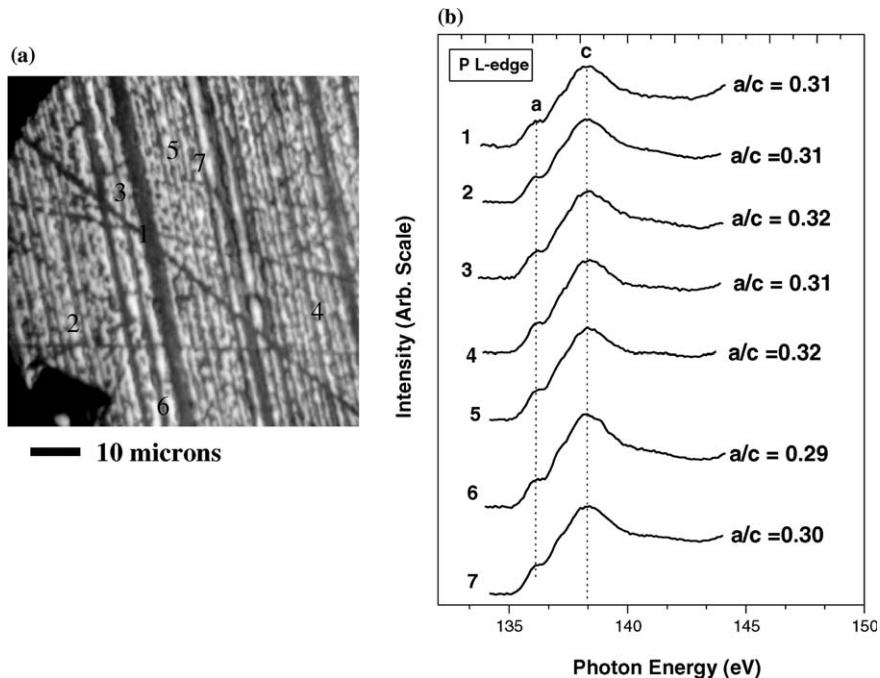 (a)
5
7
3
1
4
2
6
10 microns
(b)
P L-edge
c
a
a/c = 0.31
1
a/c =0.31
2
a/c = 0.32
3
a/c = 0.31
4
a/c =0.32
5
a/c = 0.29
6
a/c =0.30
7
Intensity (Arb. Scale)
135
140
145
150
Photon Energy (eV)